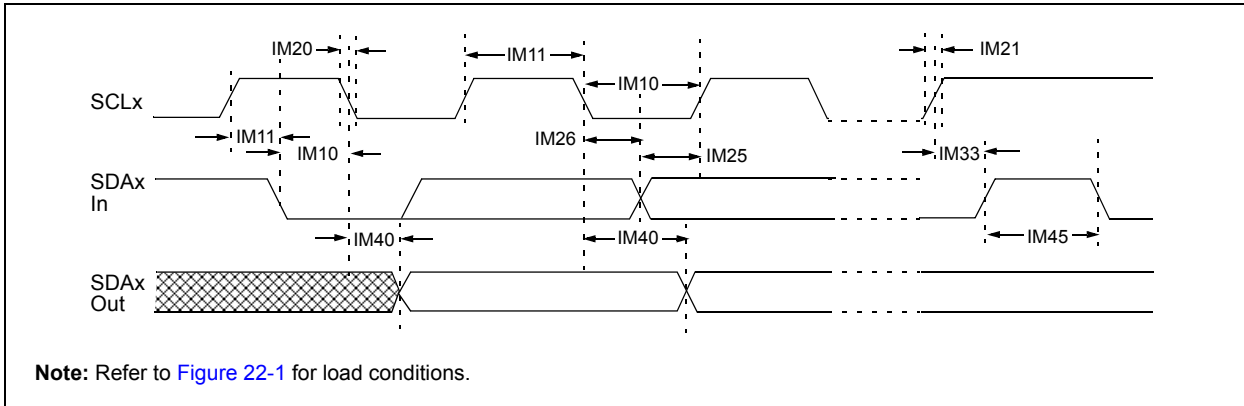 IM20
IM11
IM21
IM10
SCLx
IM11
IM26
IM10
IM25
IM33
SDAx
In
IM40
IM40
IM45
SDAx
Out
Note: Refer to Figure 22-1 for load conditions.